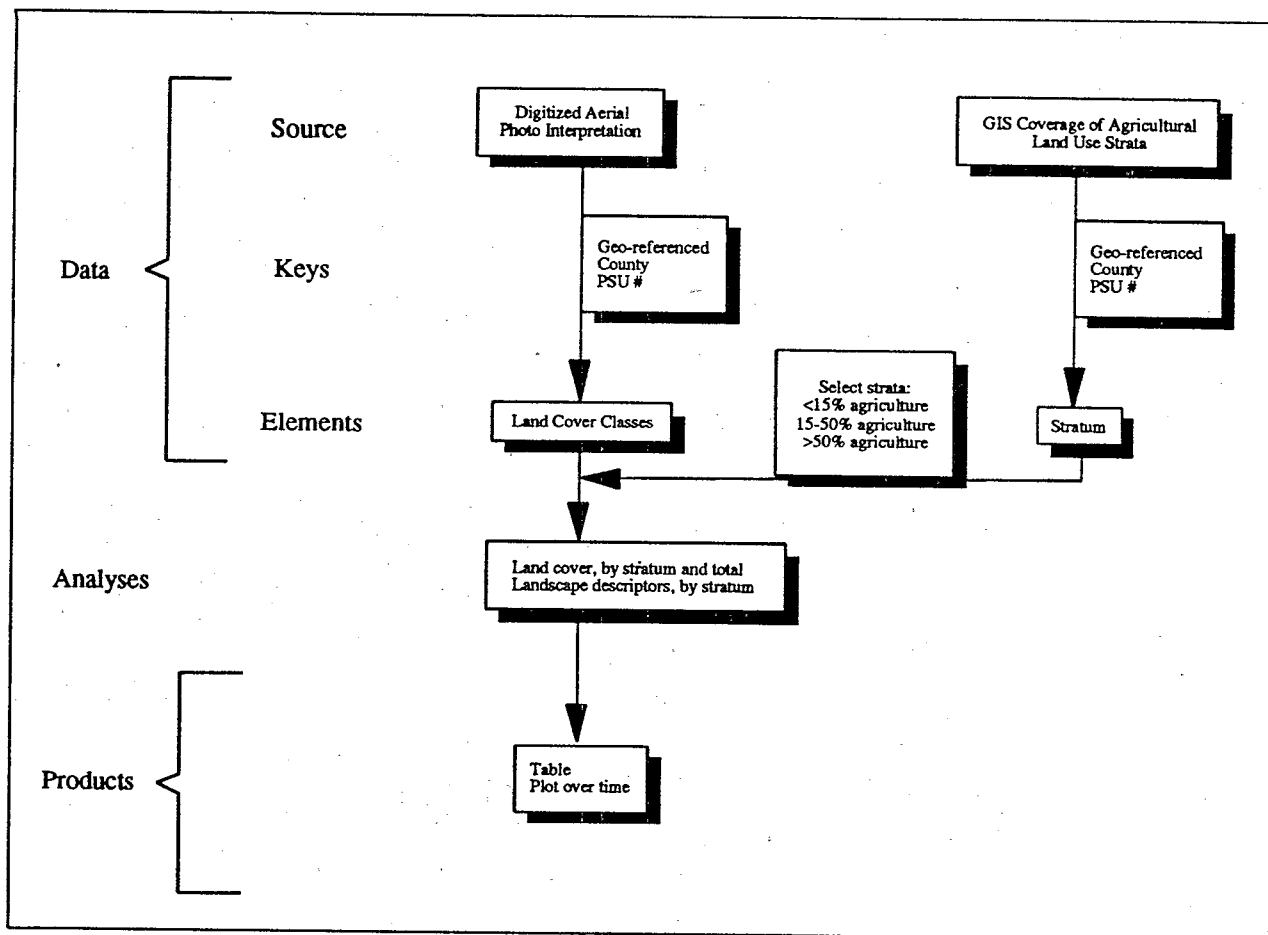 Source
Digitized Aerial
Photo Interpretation
GIS Coverage of Agricultural
Land Use Strata
Data
Keys
Geo-referenced
County
PSU #
Geo-referenced
County
PSU #
Elements
Land Cover Classes
Select strata:
<15% agriculture
15-50% agriculture
>50% agriculture
Stratum
Analyses
Land cover, by stratum and total
Landscape descriptors, by stratum
Products
Table
Plot over time